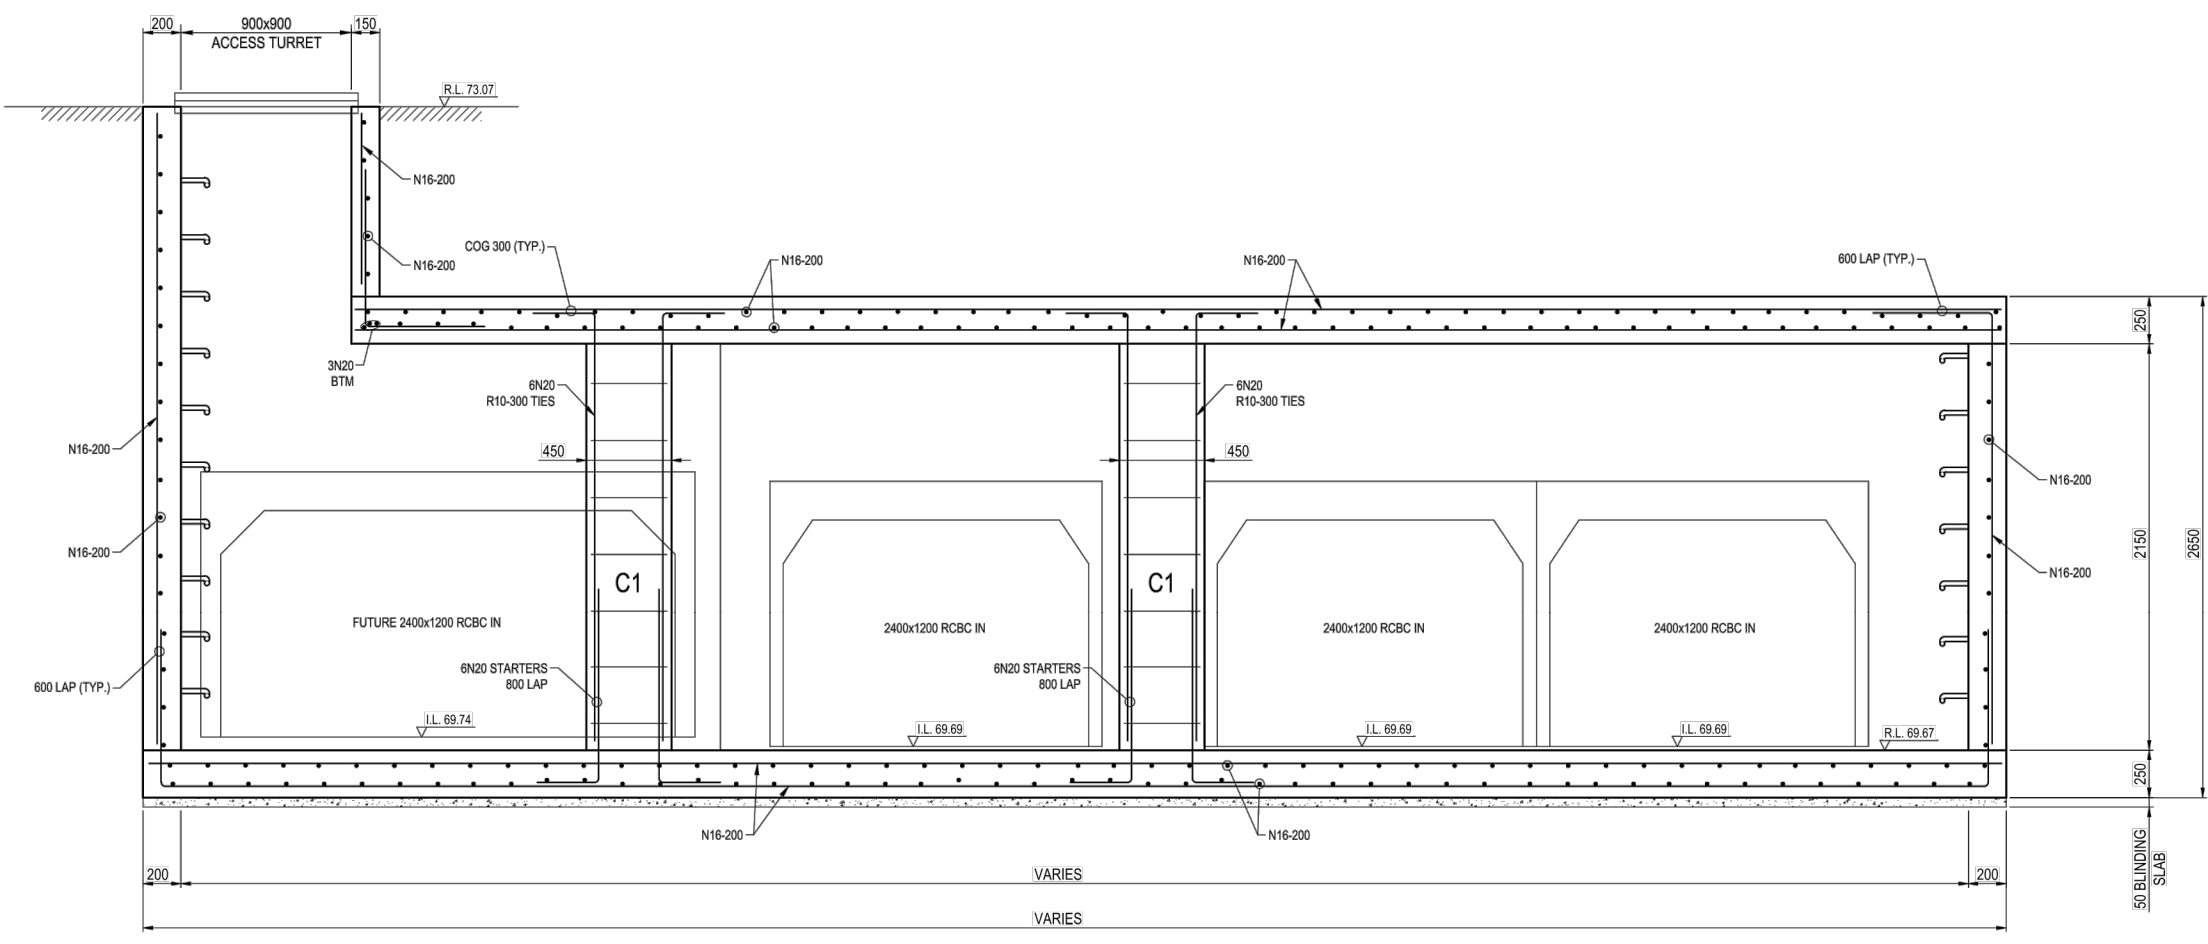 200
900x900
150
ACCESS TURRET
R.L. 73.07
N16-200
N16-200
COG 300 (TYP.)
N16-200
N16-200
600 LAP (TYP.)
250
3N20
BTM
6N20
R10-300 TIES
6N20
R10-300 TIES
N16-200
450
450
N16-200
2150
2650
N16-200
C1
C1
N16-200
FUTURE 2400x1200 RCBC IN
2400x1200 RCBC IN
2400x1200 RCBC IN
2400x1200 RCBC IN
600 LAP (TYP.)
6N20 STARTERS
800 LAP
6N20 STARTERS
800 LAP
I.L. 69.74
I.L. 69.69
I.L. 69.69
I.L. 69.69
R.L. 69.67
250
N16-200
N16-200
200
VARIES
200
50 BLINDING
SLAB
VARIES